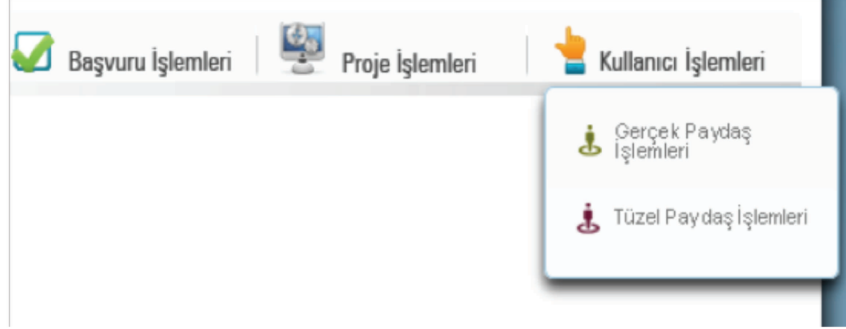 Başvuru İşlemleri
Proje İşlemleri
Kullanıcı İşlemleri
Gerçek Paydaş
İşlemleri
Tüzel Paydaş İşlemleri